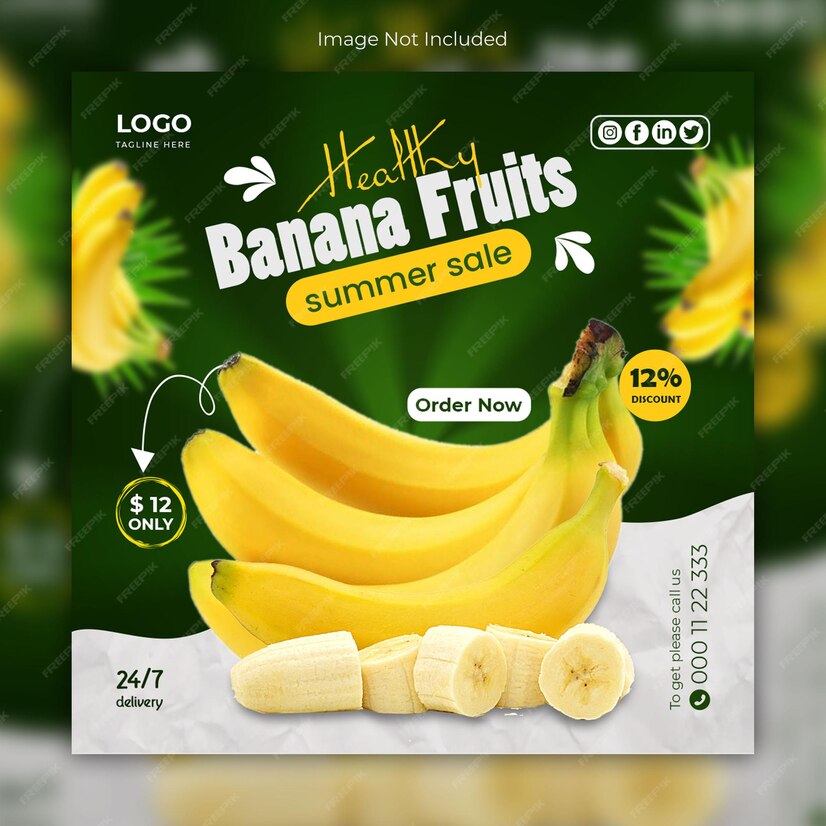 Image Not Included
LOGO
TAGLINE HERE
Healthy
Banana Fruits
summer sale
Order Now
12%
DISCOUNT
$ 12
ONLY
24/7
delivery
To get please call us
000 11 22 333
FREEPIK